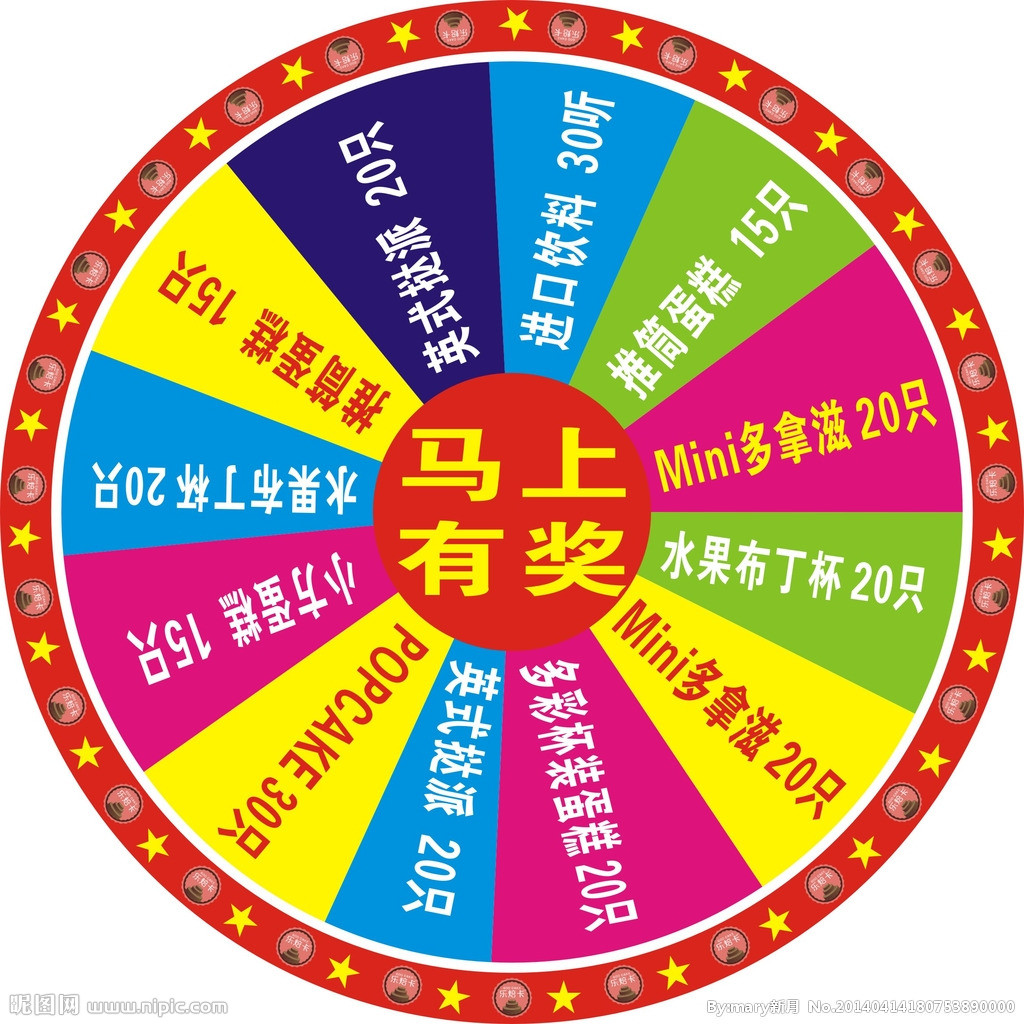 马上
有奖
进口饮料 30听
推筒蛋糕 15只
Mini多拿滋 20只
水果布丁杯 20只
Mini多拿滋 20只
多彩杯装蛋糕 20只
英式挞派 20只
POPCAKE 30只
小方蛋糕 15只
水果布丁杯 20只
推筒蛋糕 15只
英式挞派 20只
昵图网 www.nipic.com
By:mary新月 No.20140414180753890000